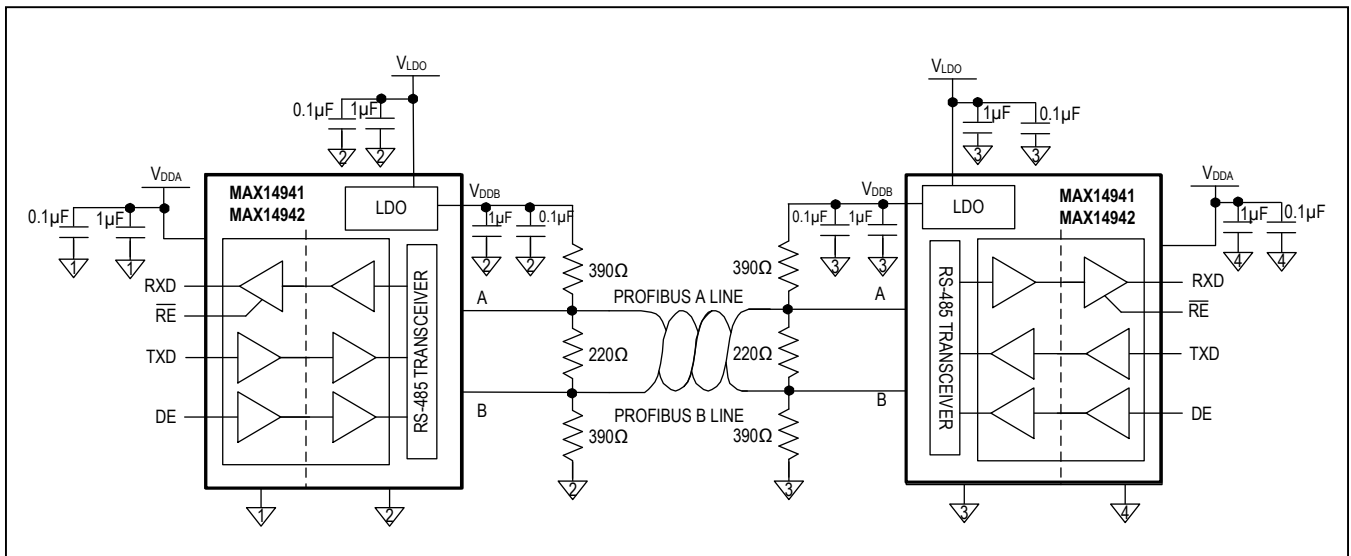 VLDO
0.1µF 1µF
2 2
VDDA
0.1µF 1µF
1 1
MAX14941
MAX14942
LDO
VDDB
1µF 0.1µF
2 2
RXD
RE
TXD
DE
RS-485 TRANSCEIVER
A
B
390Ω
220Ω
390Ω
2
1 2
PROFIBUS A LINE
PROFIBUS B LINE
VLDO
1µF 0.1µF
3 3
VDDB
0.1µF 1µF
3 3
390Ω
220Ω
390Ω
3
A
B
LDO
MAX14941
MAX14942
RS-485 TRANSCEIVER
VDDA
1µF 0.1µF
4 4
RXD
RE
TXD
DE
3 4